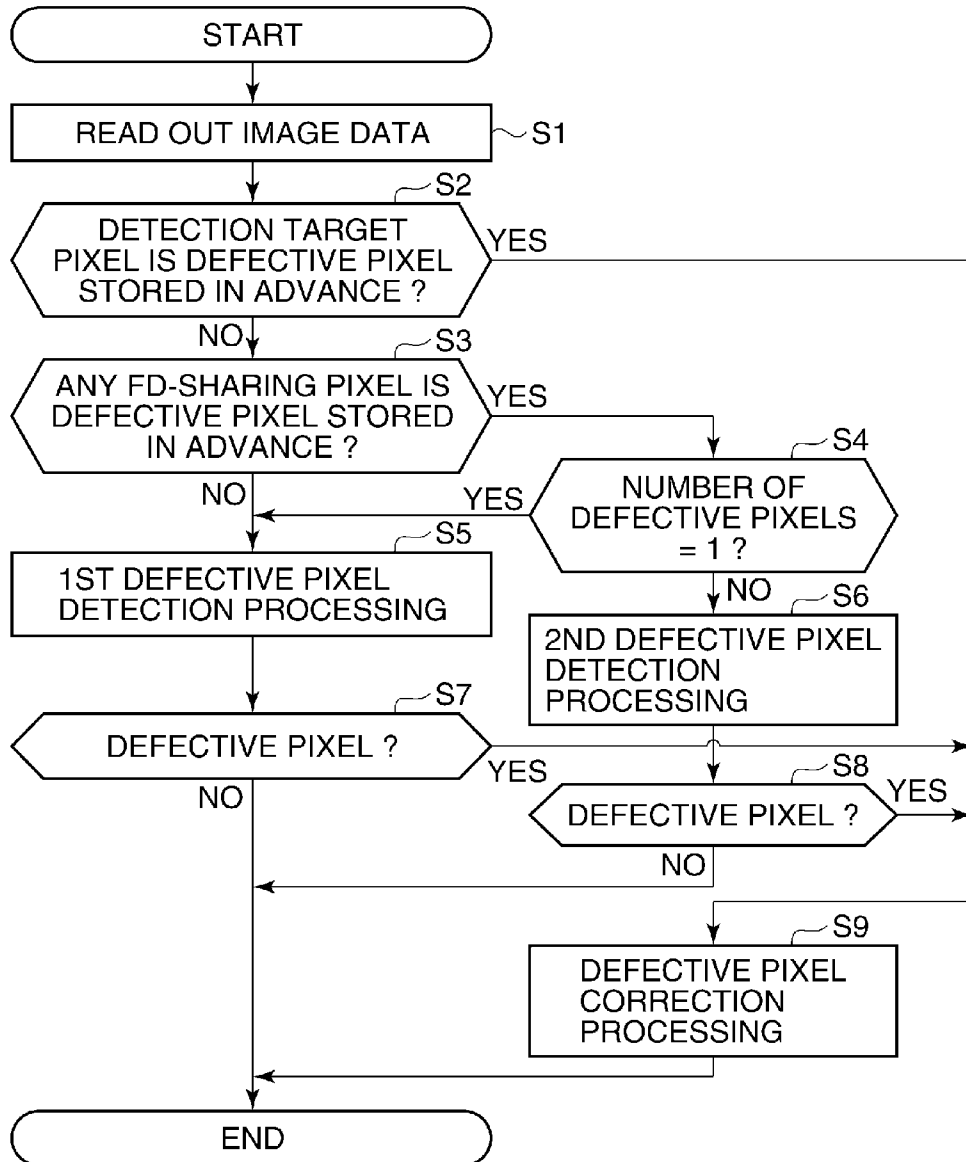 START
READ OUT IMAGE DATA
S1
S2
DETECTION TARGET
PIXEL IS DEFECTIVE PIXEL
STORED IN ADVANCE ?
YES
NO
S3
ANY FD-SHARING PIXEL IS
DEFECTIVE PIXEL STORED
IN ADVANCE ?
YES
NO
S4
NUMBER OF
DEFECTIVE PIXELS
= 1 ?
YES
NO
S5
1ST DEFECTIVE PIXEL
DETECTION PROCESSING
S6
2ND DEFECTIVE PIXEL
DETECTION
PROCESSING
S7
DEFECTIVE PIXEL ?
YES
NO
S8
DEFECTIVE PIXEL ?
YES
NO
S9
DEFECTIVE PIXEL
CORRECTION
PROCESSING
END